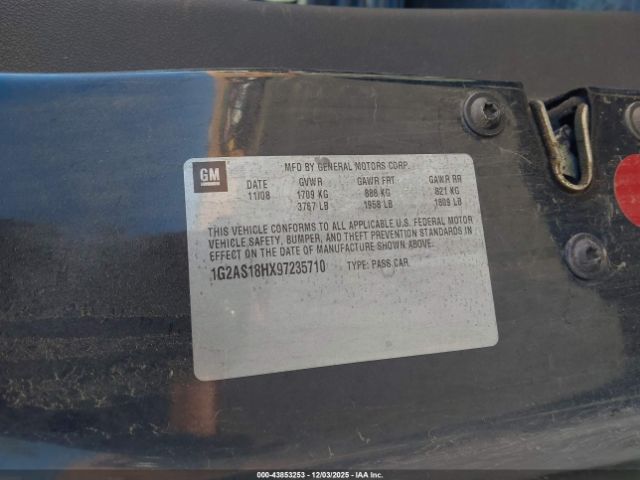 MFD BY GENERAL MOTORS CORP.
GM
DATE GVWR GAWR FRT GAWR RR
11/08 1709 KG 888 KG 821 KG
3767 LB 1958 LB 1809 LB
THIS VEHICLE CONFORMS TO ALL APPLICABLE U.S. FEDERAL MOTOR
VEHICLE SAFETY, BUMPER, AND THEFT PREVENTION STANDARDS IN
EFFECT ON THE DATE OF MANUFACTURE SHOWN ABOVE.
1G2AS18HX97235710 TYPE: PASS CAR
©-43853253 - 12/03/2025 - IAAI, Inc.